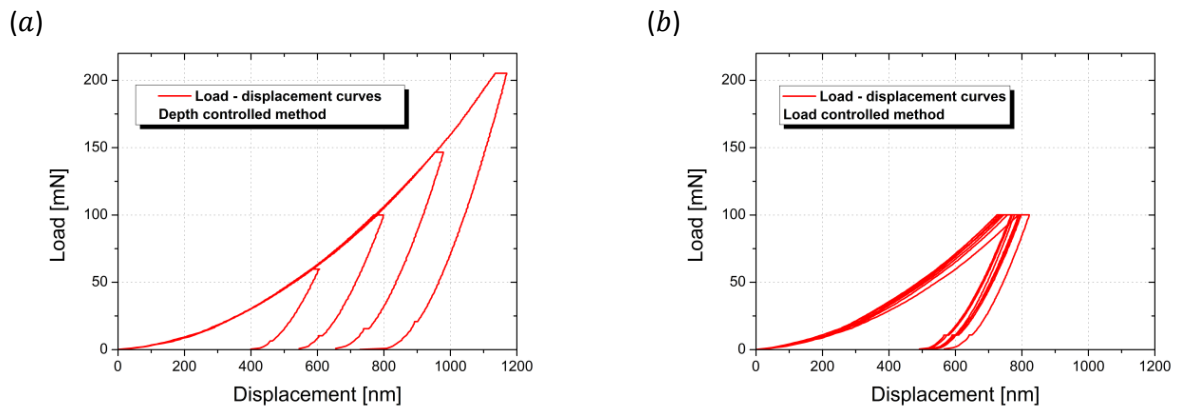 (a)
Load [mN]
200
150
100
50
0
Load - displacement curves
Depth controlled method
0 200 400 600 800 1000 1200
Displacement [nm]
(b)
Load [mN]
200
150
100
50
0
Load - displacement curves
Load controlled method
0 200 400 600 800 1000 1200
Displacement [nm]